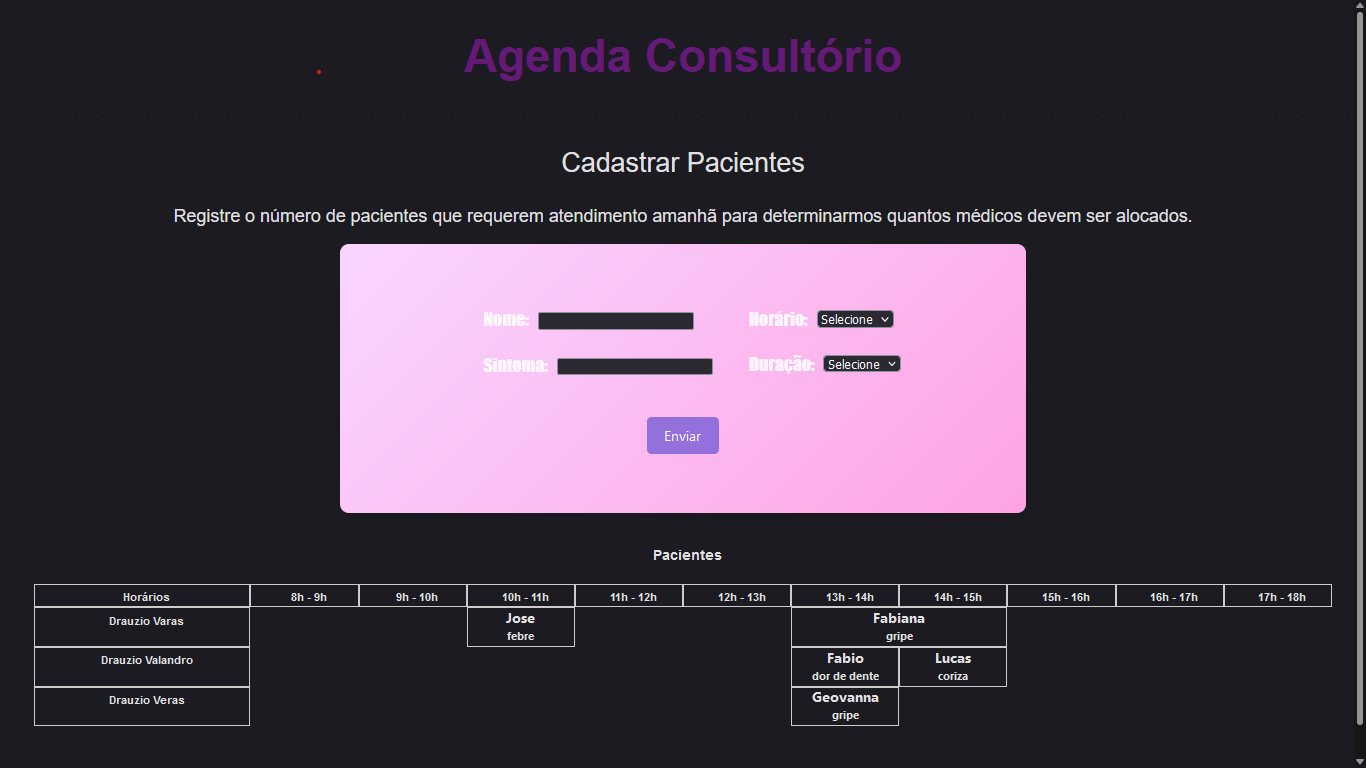 Agenda Consultório
Cadastrar Pacientes
Registre o número de pacientes que requerem atendimento amanhã para determinarmos quantos médicos devem ser alocados.
Nome: Horário: Selecione
Sintoma: Duração: Selecione
Enviar
Pacientes
Horários 8h - 9h 9h - 10h 10h - 11h 11h - 12h 12h - 13h 13h - 14h 14h - 15h 15h - 16h 16h - 17h 17h - 18h
Drauzio Varas Jose Fabiana
febre gripe
Drauzio Valandro Fabio Lucas
dor de dente coriza
Drauzio Veras Geovanna
gripe